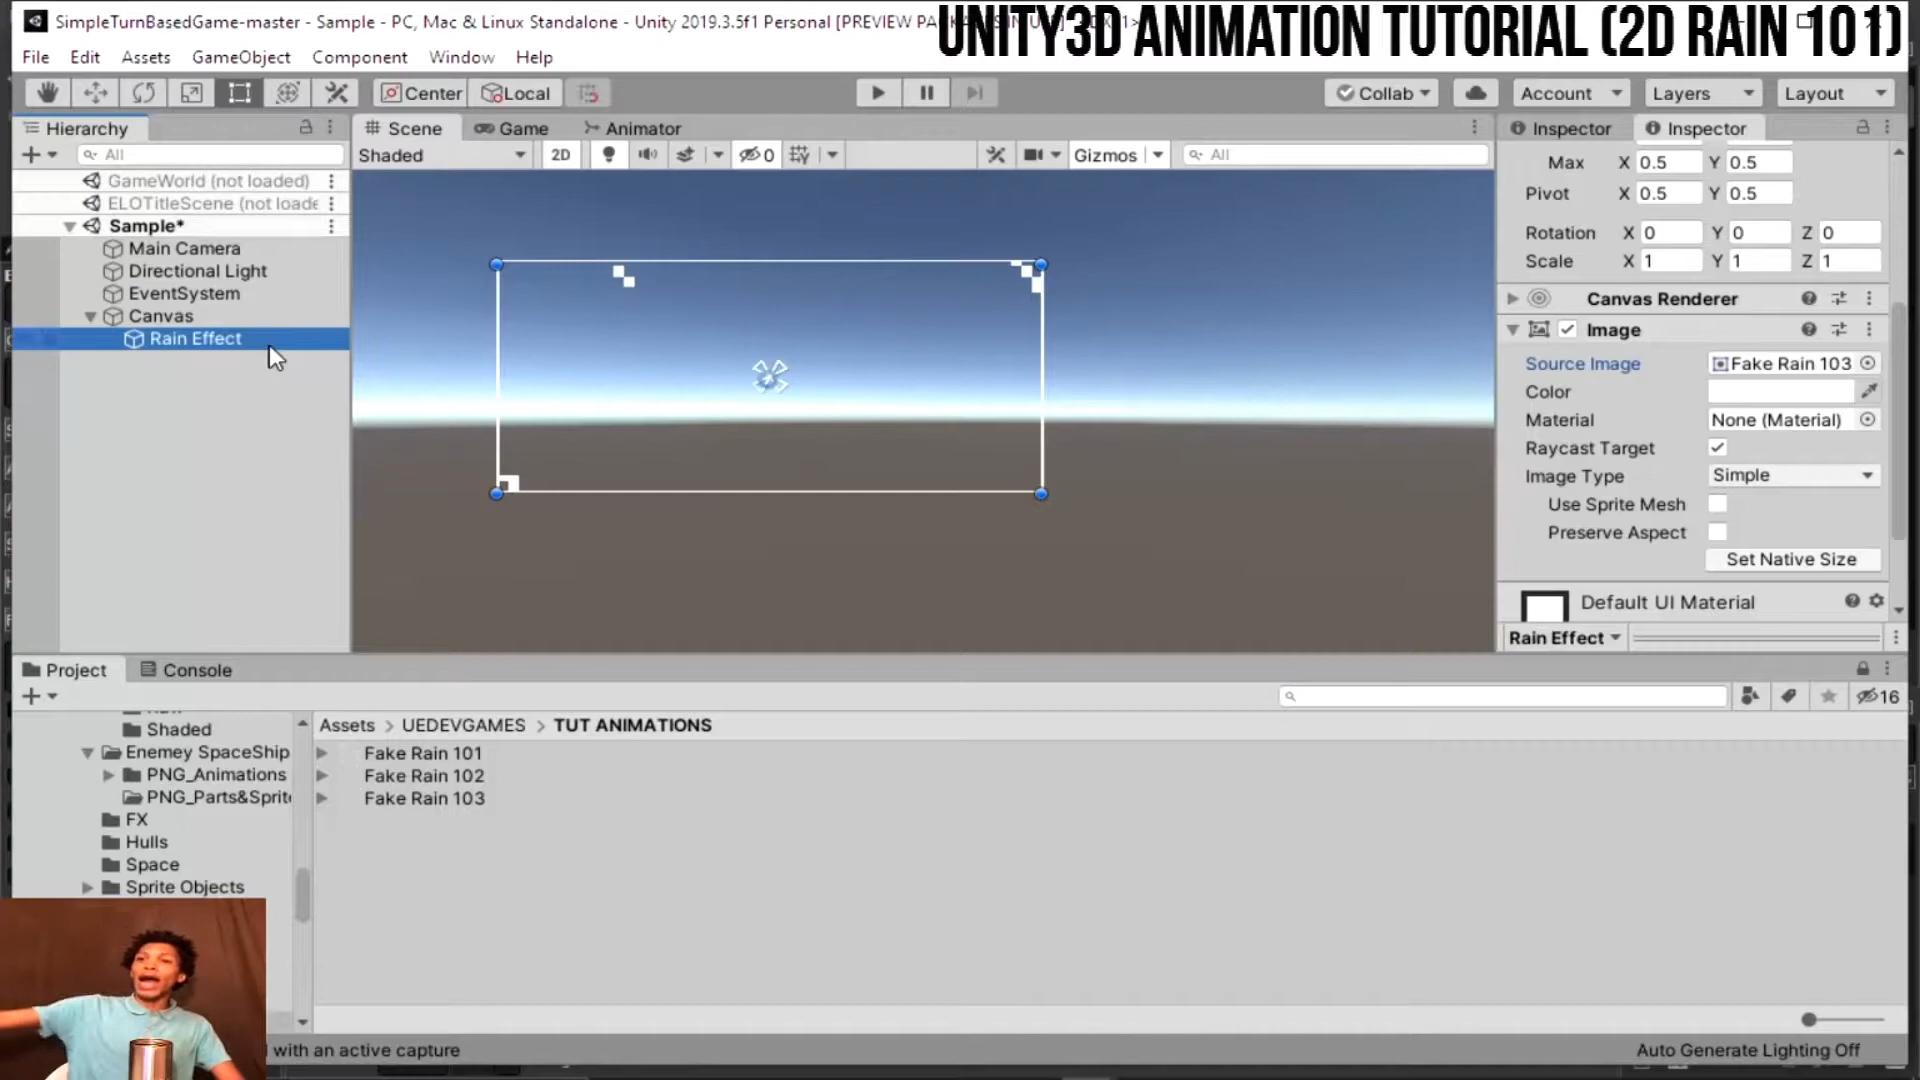 SimpleTurnBasedGame-master - Sample - PC, Mac & Linux Standalone - Unity 2019.3.5f1 Personal [PREVIEW
UNITY3D ANIMATION TUTORIAL (2D RAIN 101)
File Edit Assets GameObject Component Window Help
Center Local Collab Account Layers Layout
Hierarchy Scene Game Animator Inspector Inspector
All Shaded 2D 0 Gizmos All
GameWorld (not loaded)
ELOTitleScene (not loade
Sample*
Main Camera
Directional Light
EventSystem
Canvas
Rain Effect
Max X 0.5 Y 0.5
Pivot X 0.5 Y 0.5
Rotation X 0 Y 0 Z 0
Scale X 1 Y 1 Z 1
Canvas Renderer
Image
Source Image Fake Rain 103
Color
Material None (Material)
Raycast Target
Image Type Simple
Use Sprite Mesh
Preserve Aspect
Set Native Size
Default UI Material
Rain Effect
Project Console
16
Shaded
Enemey SpaceShip
PNG_Animations
PNG_Parts&Sprite
FX
Hulls
Space
Sprite Objects
Assets > UEDEVGAMES > TUT ANIMATIONS
Fake Rain 101
Fake Rain 102
Fake Rain 103
with an active capture
Auto Generate Lighting Off